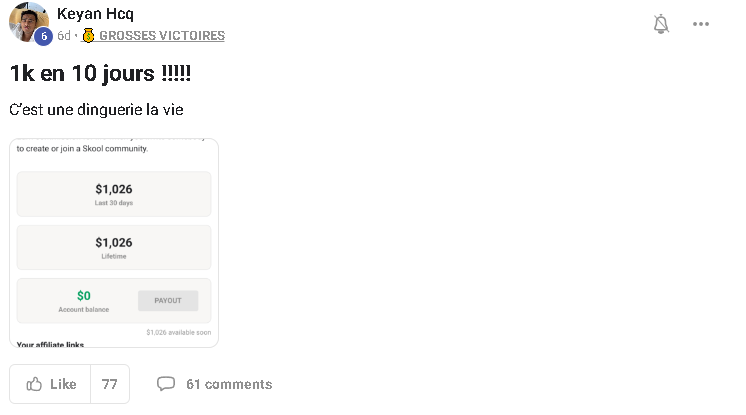 Keyan Hcq
6
6d • GROSSES VICTOIRES
1k en 10 jours !!!!!
C'est une dinguerie la vie
to create or join a Skool community.
$1,026
Last 30 days
$1,026
Lifetime
$0
Account balance
PAYOUT
$1,026 available soon
Your affiliate links
Like
77
61 comments